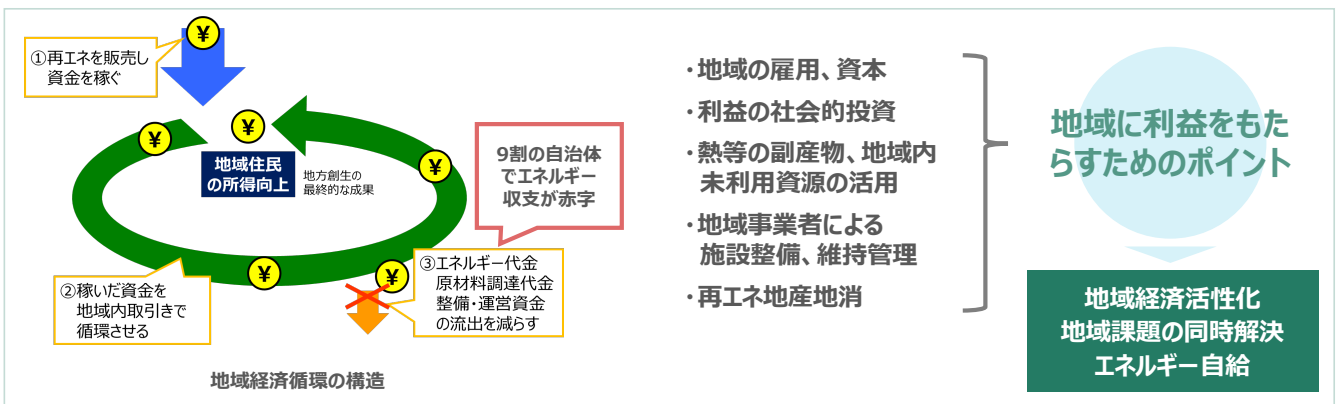 ¥
①再エネを販売し
資金を稼ぐ
¥
¥
地域住民
の所得向上
地方創生の
最終的な成果
¥
9割の自治体
でエネルギー
収支が赤字
¥
¥
②稼いだ資金を
地域内取引きで
循環させる
③エネルギー代金
原材料調達代金
整備・運営資金
の流出を減らす
地域経済循環の構造
・地域の雇用、資本
・利益の社会的投資
・熱等の副産物、地域内
未利用資源の活用
・地域事業者による
施設整備、維持管理
・再エネ地産地消
地域に利益をもた
らすためのポイント
地域経済活性化
地域課題の同時解決
エネルギー自給